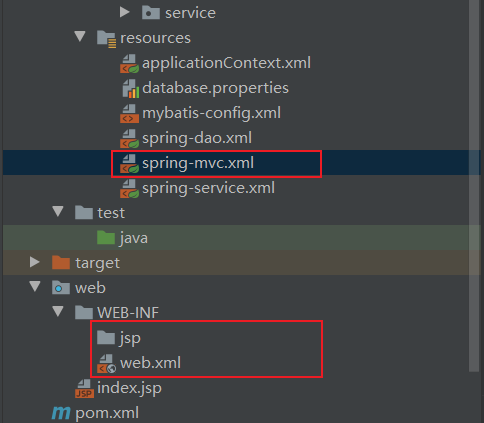 service
resources
applicationContext.xml
database.properties
mybatis-config.xml
spring-dao.xml
spring-mvc.xml
spring-service.xml
test
java
target
web
WEB-INF
jsp
web.xml
JSP index.jsp
m pom.xml